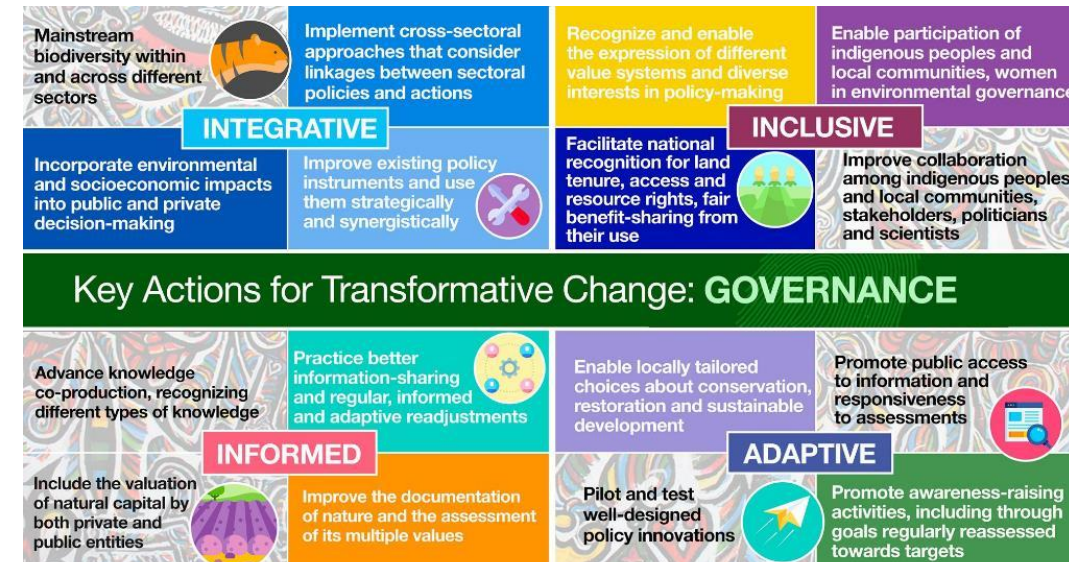 Mainstream
biodiversity within
and across different
sectors
Implement cross-sectoral
approaches that consider
linkages between sectoral
policies and actions
INTEGRATIVE
Incorporate environmental
and socioeconomic impacts
into public and private
decision-making
Improve existing policy
instruments and use
them strategically
and synergistically
Recognize and enable
the expression of different
value systems and diverse
interests in policy-making
Enable participation of
indigenous peoples and
local communities, women
in environmental governance
INCLUSIVE
Facilitate national
recognition for land
tenure, access and
resource rights, fair
benefit-sharing from
their use
Improve collaboration
among indigenous peoples
and local communities,
stakeholders, politicians
and scientists
Key Actions for Transformative Change: GOVERNANCE
Advance knowledge
co-production, recognizing
different types of knowledge
Practice better
information-sharing
and regular, informed
and adaptive readjustments
INFORMED
Include the valuation
of natural capital by
both private and
public entities
Improve the documentation
of nature and the assessment
of its multiple values
Enable locally tailored
choices about conservation,
restoration and sustainable
development
Promote public access
to information and
responsiveness
to assessments
ADAPTIVE
Pilot and test
well-designed
policy innovations
Promote awareness-raising
activities, including through
goals regularly reassessed
towards targets